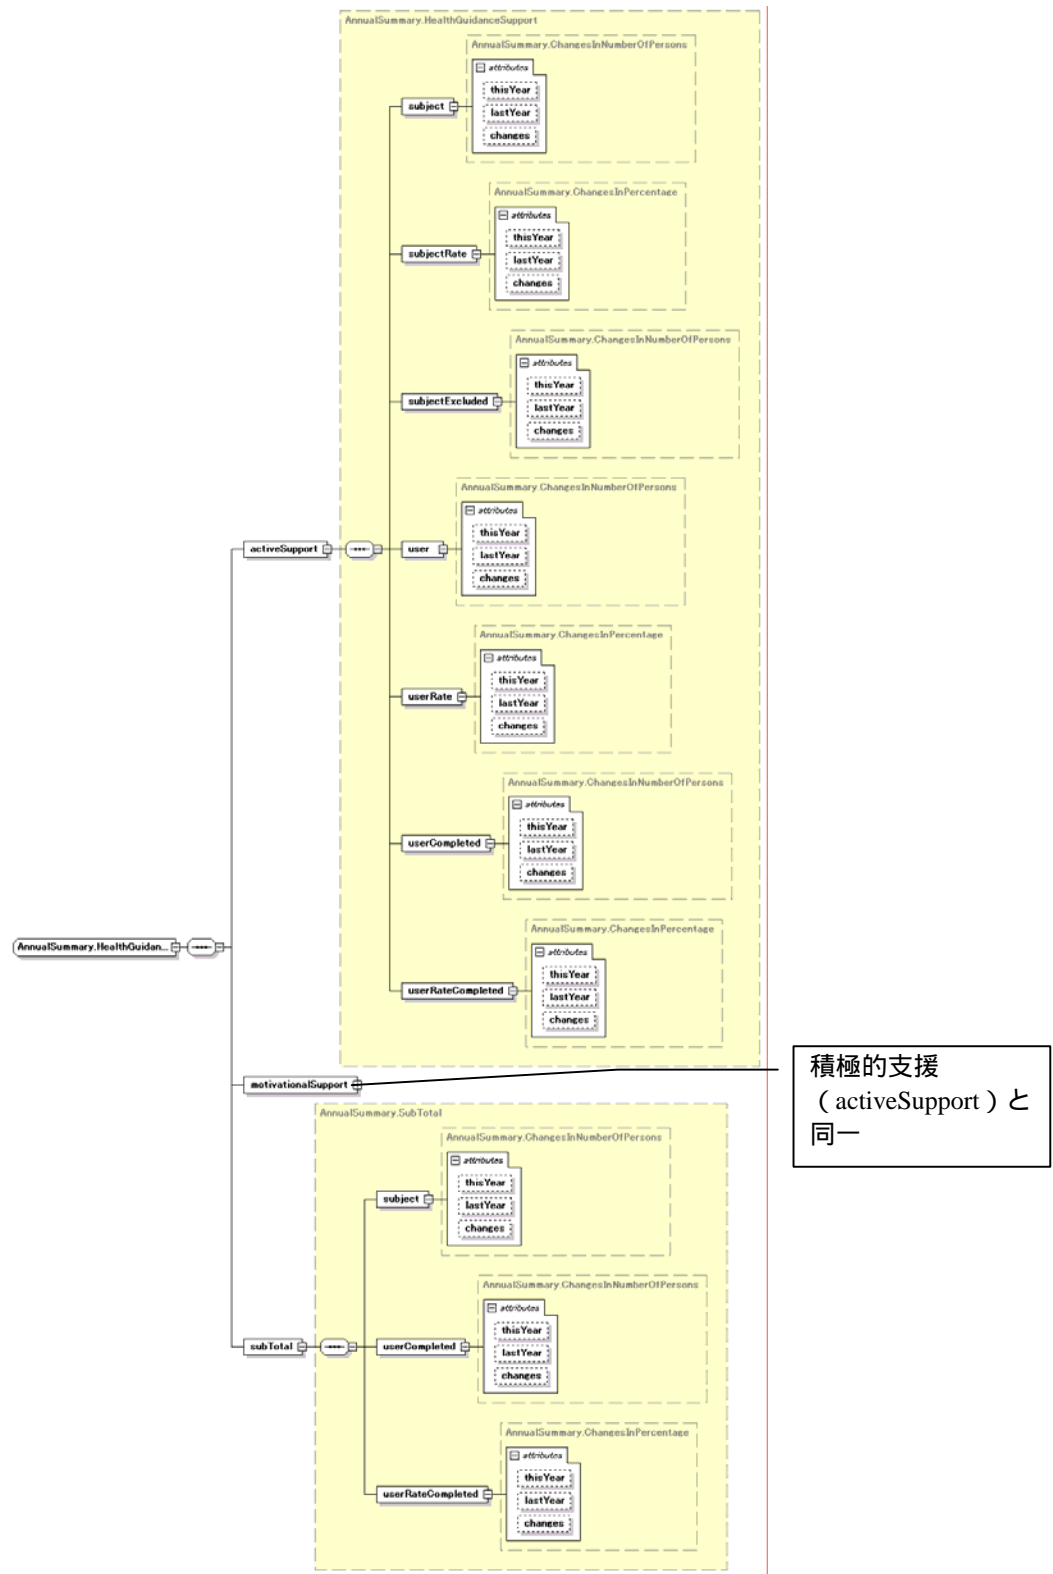 AnnualSummary.HealthGuidanceSupport
AnnualSummary.ChangesInNumberOfPersons
attributes
thisYear
lastYear
changes
subject
AnnualSummary.ChangesInPercentage
attributes
thisYear
lastYear
changes
subjectRate
AnnualSummary.ChangesInNumberOfPersons
attributes
thisYear
lastYear
changes
subjectExcluded
AnnualSummary.ChangesInNumberOfPersons
attributes
thisYear
lastYear
changes
activeSupport
user
AnnualSummary.ChangesInPercentage
attributes
thisYear
lastYear
changes
userRate
AnnualSummary.ChangesInNumberOfPersons
attributes
thisYear
lastYear
changes
userCompleted
AnnualSummary.ChangesInPercentage
attributes
thisYear
lastYear
changes
userRateCompleted
AnnualSummary.HealthGuidan...
motivationalSupport
積極的支援
（activeSupport）と
同一
AnnualSummary.SubTotal
AnnualSummary.ChangesInNumberOfPersons
attributes
thisYear
lastYear
changes
subject
AnnualSummary.ChangesInNumberOfPersons
attributes
thisYear
lastYear
changes
subTotal
userCompleted
AnnualSummary.ChangesInPercentage
attributes
thisYear
lastYear
changes
userRateCompleted